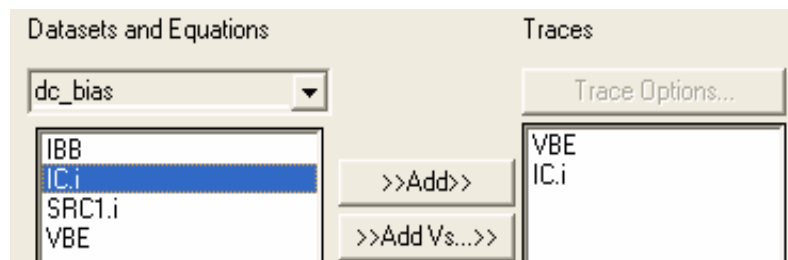 Datasets and Equations
Traces
dc_bias
Trace Options...
IBB
IC.i
SRC1.i
VBE
>>Add>>
>>Add Vs...>>
VBE
IC.i